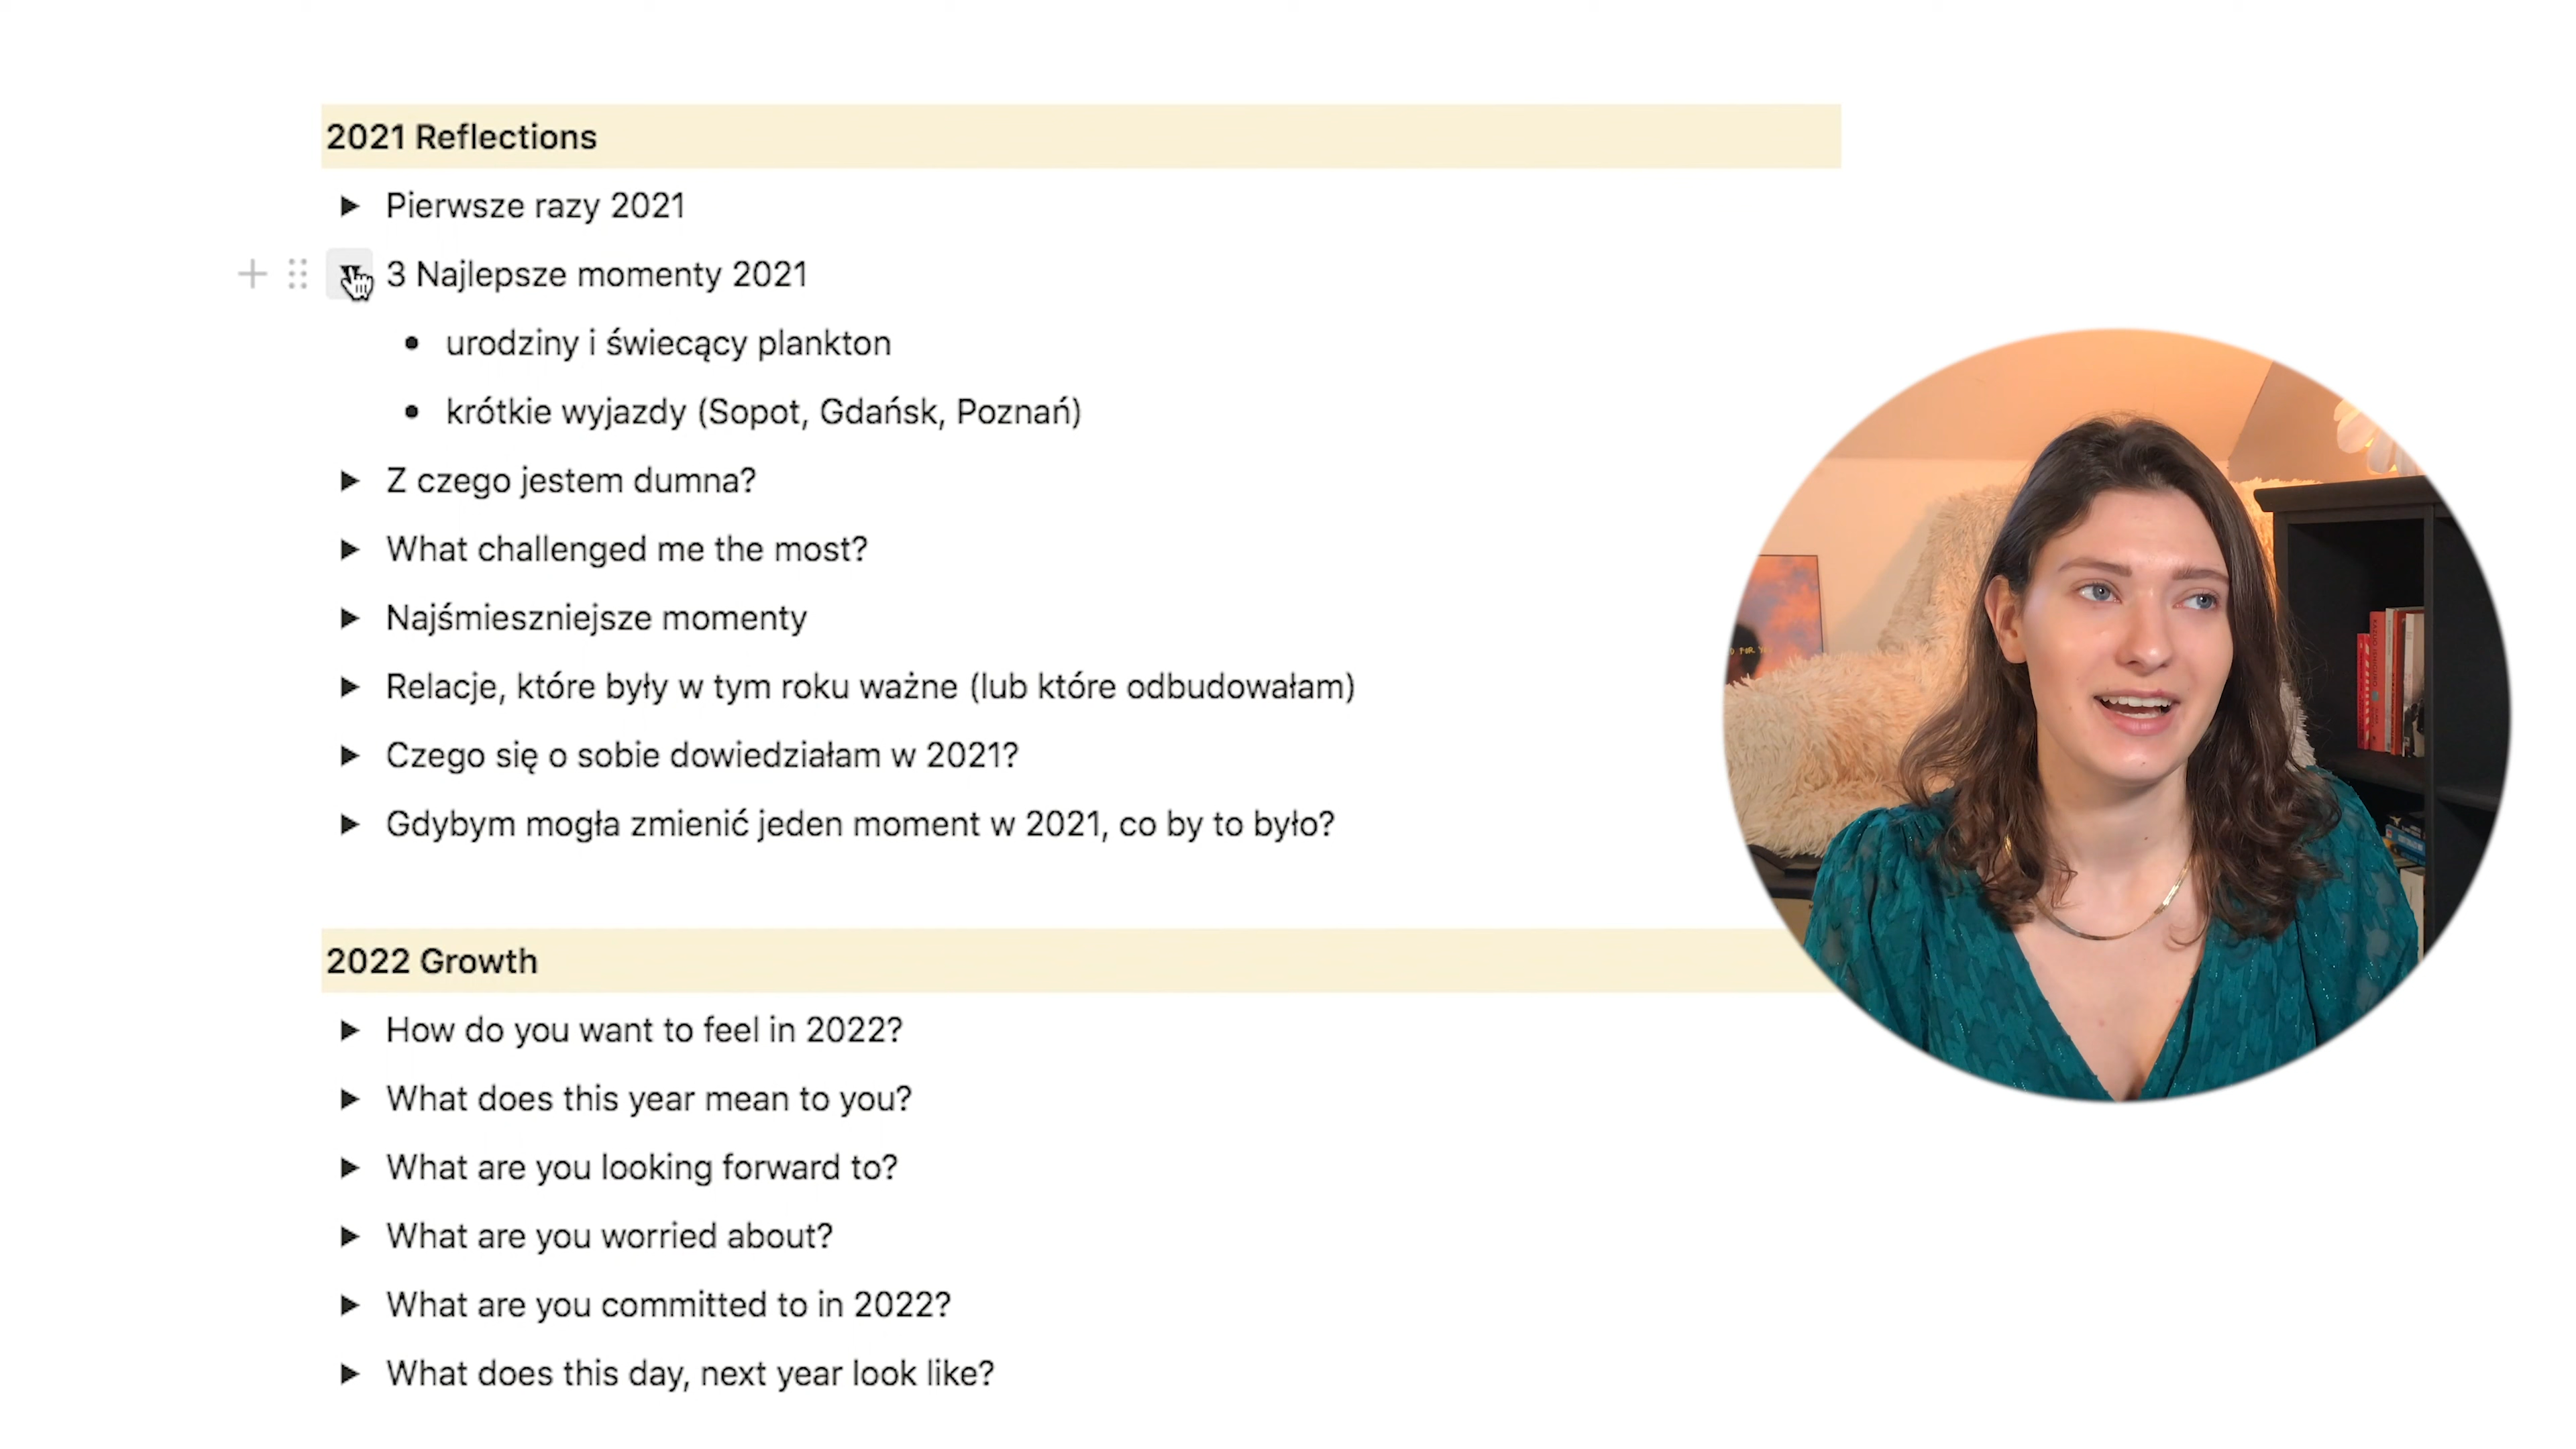 2021 Reflections
Pierwsze razy 2021
3 Najlepsze momenty 2021
urodziny i świecący plankton
krótkie wyjazdy (Sopot, Gdańsk, Poznań)
Z czego jestem dumna?
What challenged me the most?
Najśmieszniejsze momenty
Relacje, które były w tym roku ważne (lub które odbudowałam)
Czego się o sobie dowiedziałam w 2021?
Gdybym mogła zmienić jeden moment w 2021, co by to było?
2022 Growth
How do you want to feel in 2022?
What does this year mean to you?
What are you looking forward to?
What are you worried about?
What are you committed to in 2022?
What does this day, next year look like?
FOR